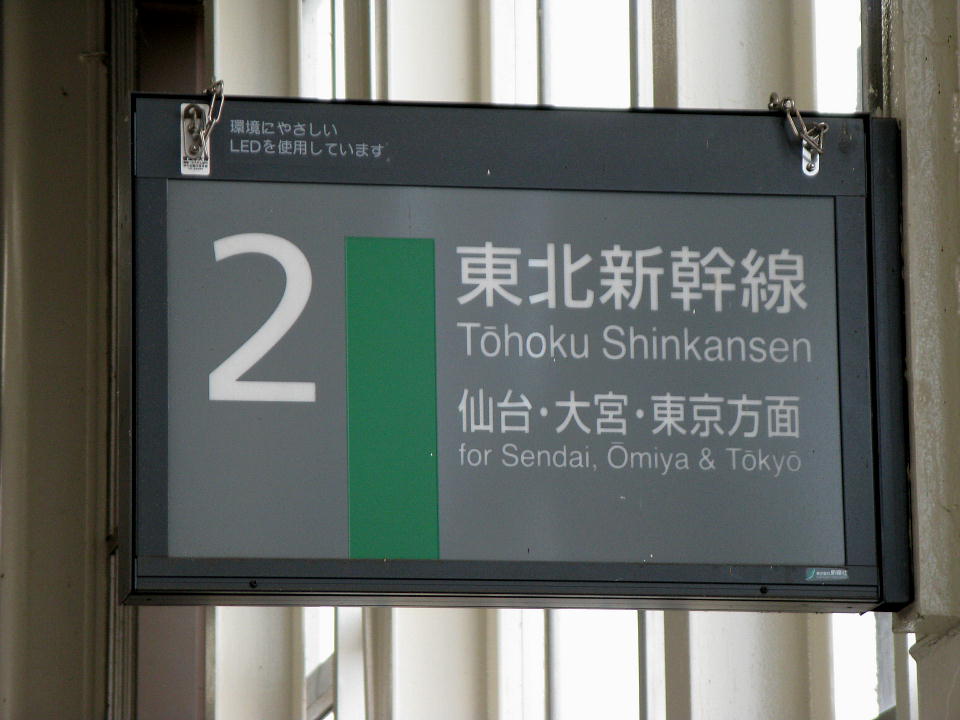 環境にやさしい
LEDを使用しています。
2
東北新幹線
Tōhoku Shinkansen
仙台・大宮・東京方面
for Sendai, Ōmiya & Tōkyō